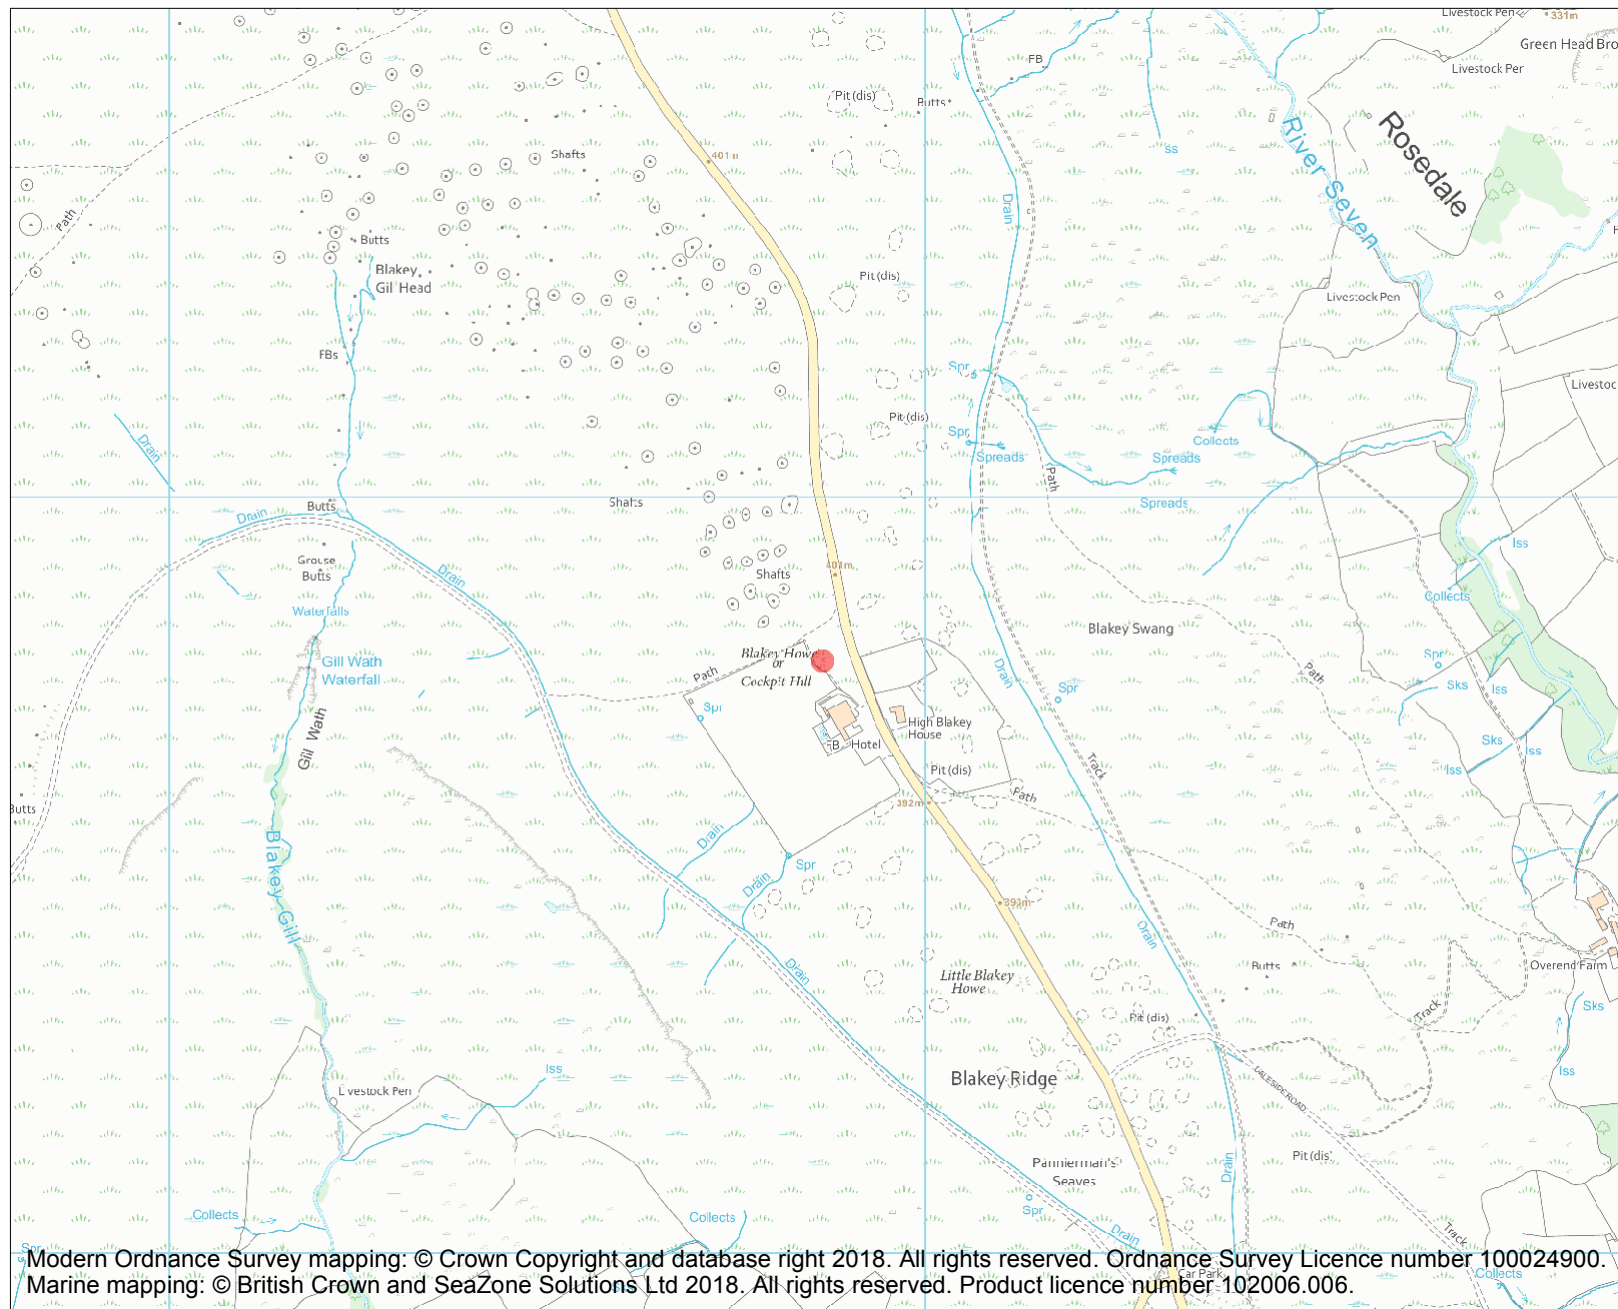 Livestock Pen
331m
Green Head Bro
FB
Livestock Per
Pit (dis)
Butts
Rosedale
River Seven
Shafts
401m
Iss
Path
Drain
Butts
Blakey
Gill Head
Pit (dis)
Livestock Pen
FBs
Spr
Livestoc
Pit (dis)
Spr
Spreads
Collects
Spreads
Drain
Path
Butts
Drain
Shafts
Spreads
Iss
Grouse
Butts
Drain
Shafts
401m
Collects
Waterfalls
Blakey Swang
Gill Wath
Waterfall
Blakey Howe
or
Cockpit Hill
Path
Drain
Spr
Path
Spr
Sks
Iss
Spr
Gill Wath
High Blakey
House
FB
Hotel
Sks
Iss
Iss
Pit (dis)
Track
Path
392m
Butts
Drain
Blakey Gill
Spr
Drain
393m
Path
Drain
Butts
Overend Farm
Drain
Little Blakey
Howe
Track
Sks
Pit (dis)
Iss
Blakey Ridge
DALESIDE ROAD
Iss
Livestock Pen
Pit (dis)
Pannierman's
Seaves
Drain
Spr
Collects
Collects
Drain
Track
Spr
Car Park
Collects
Modern Ordnance Survey mapping: © Crown Copyright and database right 2018. All rights reserved. Ordnance Survey Licence number 100024900.
Marine mapping: © British Crown and SeaZone Solutions Ltd 2018. All rights reserved. Product licence number 102006.006.